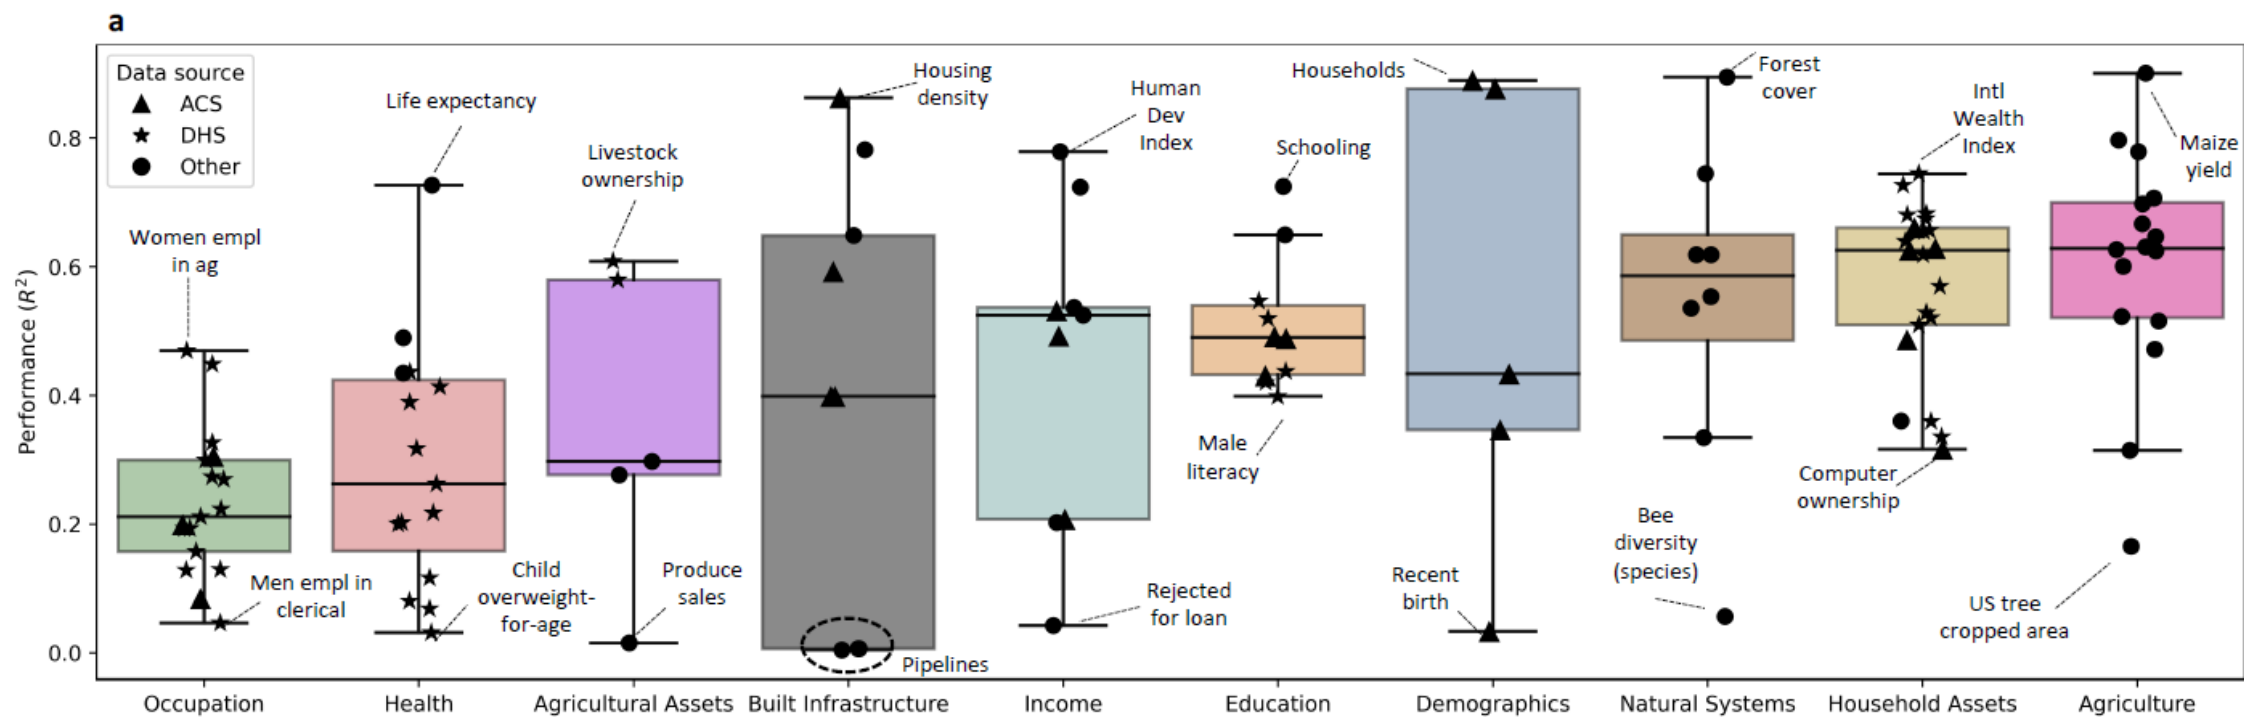 a
Data source
ACS
DHS
Other
Performance (R²)
0.8
0.6
0.4
0.2
0.0
Women empl
in ag
Men empl in
clerical
Life expectancy
Child
overweight-
for-age
Livestock
ownership
Produce
sales
Housing
density
Pipelines
Human
Dev
Index
Rejected
for loan
Schooling
Male
literacy
Households
Recent
birth
Forest
cover
Bee
diversity
(species)
Intl
Wealth
Index
Computer
ownership
Maize
yield
US tree
cropped area
Occupation
Health
Agricultural Assets
Built Infrastructure
Income
Education
Demographics
Natural Systems
Household Assets
Agriculture